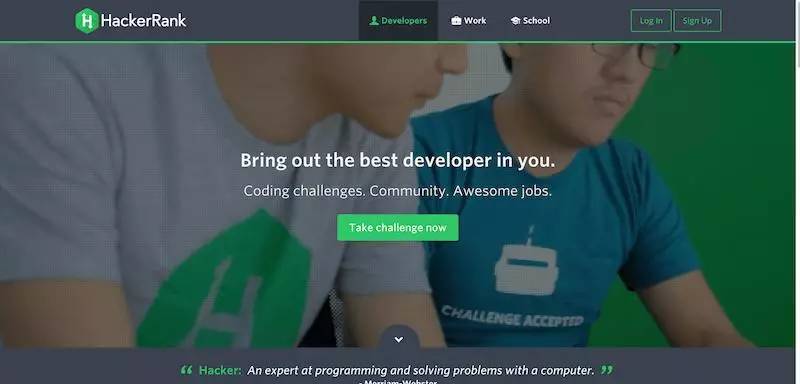 HackerRank
Developers
Work
School
Log In
Sign Up
Bring out the best developer in you.
Coding challenges. Community. Awesome jobs.
Take challenge now
H
CHALLENGE ACCEPTED
“ Hacker: An expert at programming and solving problems with a computer. ”
- Merriam-Webster